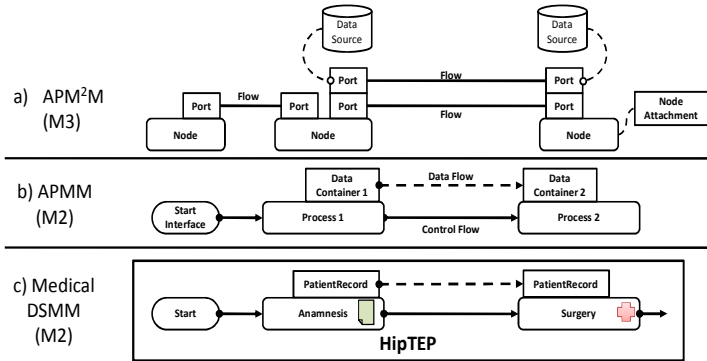 Data
Source
Data
Source
Port
Flow
Port
a) APM²M
(M3)
Port
Flow
Port
Port
Flow
Port
Node
Attachment
Node
Node
Node
b) APMM
(M2)
Data
Container 1
Data Flow
Data
Container 2
Start
Interface
Process 1
Control Flow
Process 2
c) Medical
DSMM
(M2)
PatientRecord
PatientRecord
Start
Anamnesis
Surgery
HipTEP